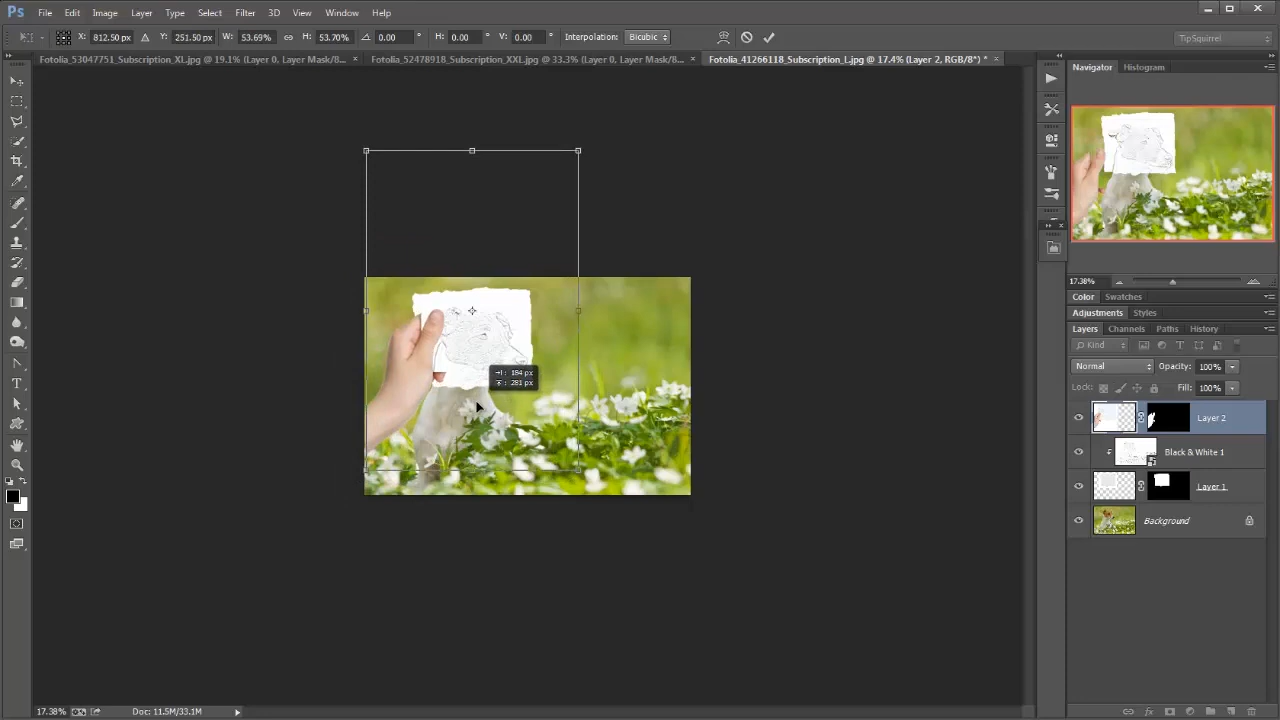 Ps File Edit Image Layer Type Select Filter 3D View Window Help
X: 812.50 px Y: 251.50 px W: 53.69% H: 53.70% 0.00 ° H: 0.00 ° V: 0.00 ° Interpolation: Bicubic TipSquirrel
Fotolia_53047751_Subscription_XL.jpg @ 19.1% (Layer 0, Layer Mask/8... × Fotolia_52478918_Subscription_XXL.jpg @ 33.3% (Layer 0, Layer Mask/8... × Fotolia_41266118_Subscription_L.jpg @ 17.4% (Layer 2, RGB/8*) * ×
Navigator Histogram
17.38%
Color Swatches
Adjustments Styles
Layers Channels Paths History
Kind
Normal Opacity: 100%
Lock: Fill: 100%
Layer 2
Black & White 1
Layer 1
Background
: 184 px
: 281 px
17.38% Doc: 11.5M/33.1M